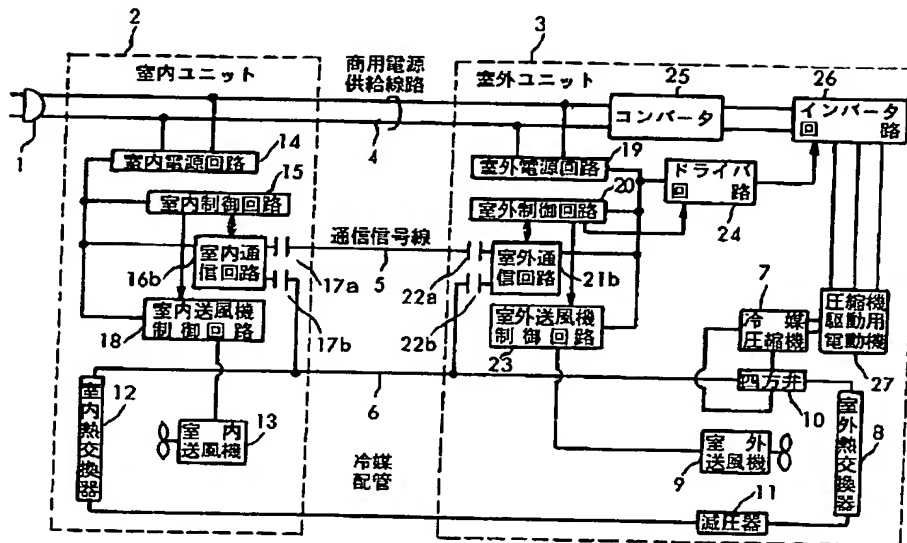 2
室内ユニット
商用電源
供給線路
3
室外ユニット
25
コンバータ
26
インバータ
回路
1
4
室内電源回路
14
15
室内制御回路
室外電源回路
19
20
室外制御回路
ドライバ
回路
24
通信信号線
5
16b
室内通
信回路
17a
17b
22a
22b
室外通
信回路
21b
18
室内送風機
制御回路
室外送風機
制御回路
23
7
冷媒
圧縮機
圧縮機
駆動用
電動機
27
四方弁
10
6
12
室内熱交換器
室内
送風機
13
冷媒
配管
室外
送風機
9
室外熱交換器
8
11
減圧器